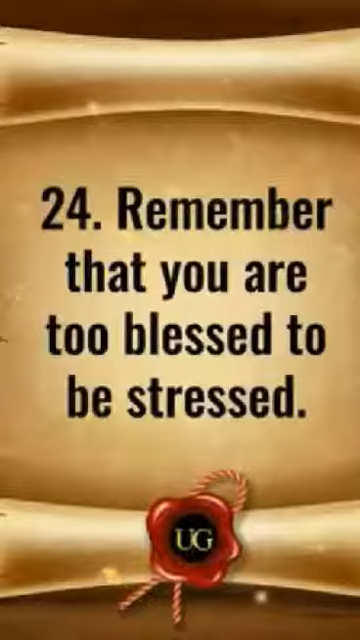 24. Remember
that you are
too blessed to
be stressed.
UG